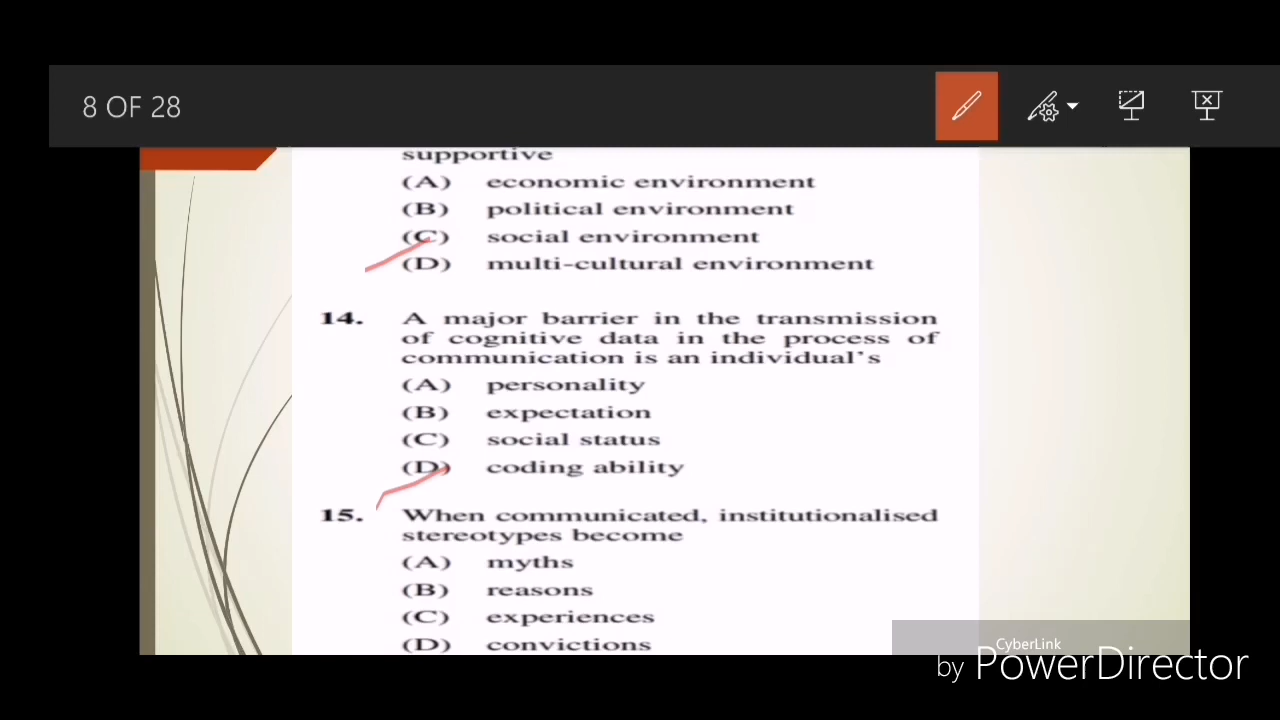 8 OF 28
supportive
(A) economic environment
(B) political environment
(C) social environment
(D) multi-cultural environment
14. A major barrier in the transmission
of cognitive data in the process of
communication is an individual's
(A) personality
(B) expectation
(C) social status
(D) coding ability
15. When communicated, institutionalised
stereotypes become
(A) myths
(B) reasons
(C) experiences
(D) convictions
CyberLink
by PowerDirector